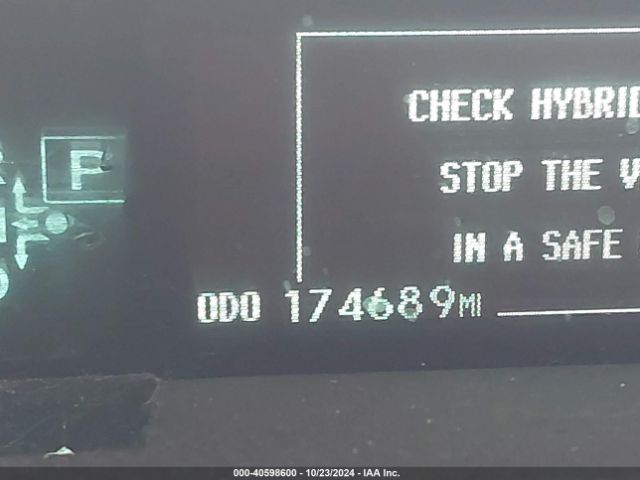 CHECK HYBRID
STOP THE V
IN A SAFE
P
ODO 174689MI
000-40598600 - 10/23/2024 - IAA Inc.